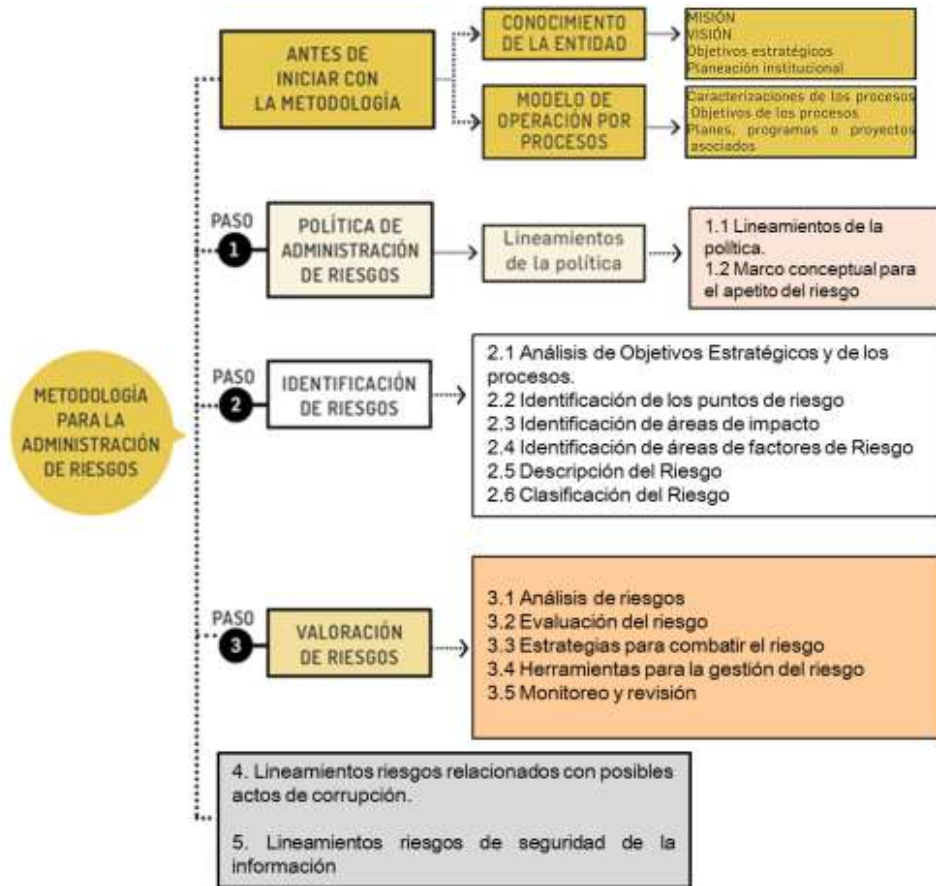 ANTES DE
INICIAR CON
LA METODOLOGÍA
CONOCIMIENTO
DE LA ENTIDAD
MISIÓN
VISIÓN
Objetivos estratégicos
Planeación institucional
MODELO DE
OPERACIÓN POR
PROCESOS
Caracterizaciones de los procesos
Objetivos de los procesos
Planes, programas o proyectos
asociados
PASO
1
POLÍTICA DE
ADMINISTRACIÓN
DE RIESGOS
Lineamientos
de la política
1.1 Lineamientos de la
política.
1.2 Marco conceptual para
el apetito del riesgo
METODOLOGÍA
PARA LA
ADMINISTRACIÓN
DE RIESGOS
PASO
2
IDENTIFICACIÓN
DE RIESGOS
2.1 Análisis de Objetivos Estratégicos y de los
procesos.
2.2 Identificación de los puntos de riesgo
2.3 Identificación de áreas de impacto
2.4 Identificación de áreas de factores de Riesgo
2.5 Descripción del Riesgo
2.6 Clasificación del Riesgo
PASO
3
VALORACIÓN
DE RIESGOS
3.1 Análisis de riesgos
3.2 Evaluación del riesgo
3.3 Estrategias para combatir el riesgo
3.4 Herramientas para la gestión del riesgo
3.5 Monitoreo y revisión
4. Lineamientos riesgos relacionados con posibles
actos de corrupción.
5. Lineamientos riesgos de seguridad de la
información